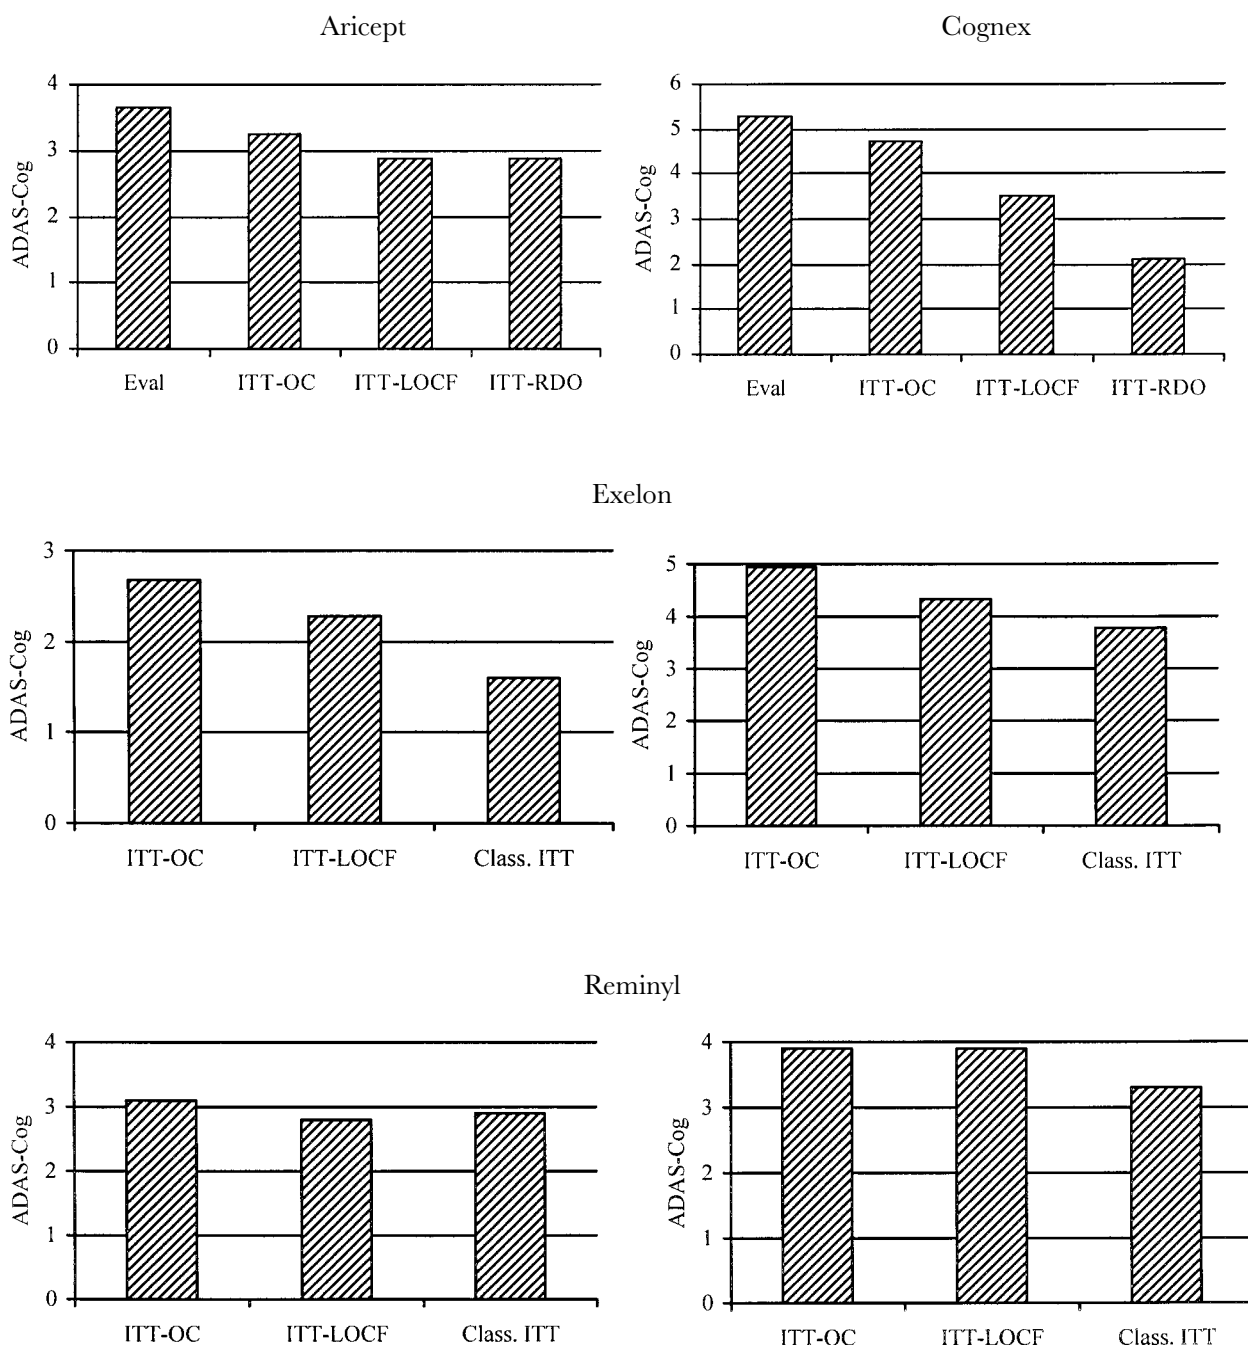 Aricept
Cognex
4
3
2
1
0
ADAS-Cog
Eval ITT-OC ITT-LOCF ITT-RDO
6
5
4
3
2
1
0
ADAS-Cog
Eval ITT-OC ITT-LOCF ITT-RDO
Exelon
3
2
1
0
ADAS-Cog
ITT-OC ITT-LOCF Class. ITT
5
4
3
2
1
0
ADAS-Cog
ITT-OC ITT-LOCF Class. ITT
Reminyl
4
3
2
1
0
ADAS-Cog
ITT-OC ITT-LOCF Class. ITT
4
3
2
1
0
ADAS-Cog
ITT-OC ITT-LOCF Class. ITT